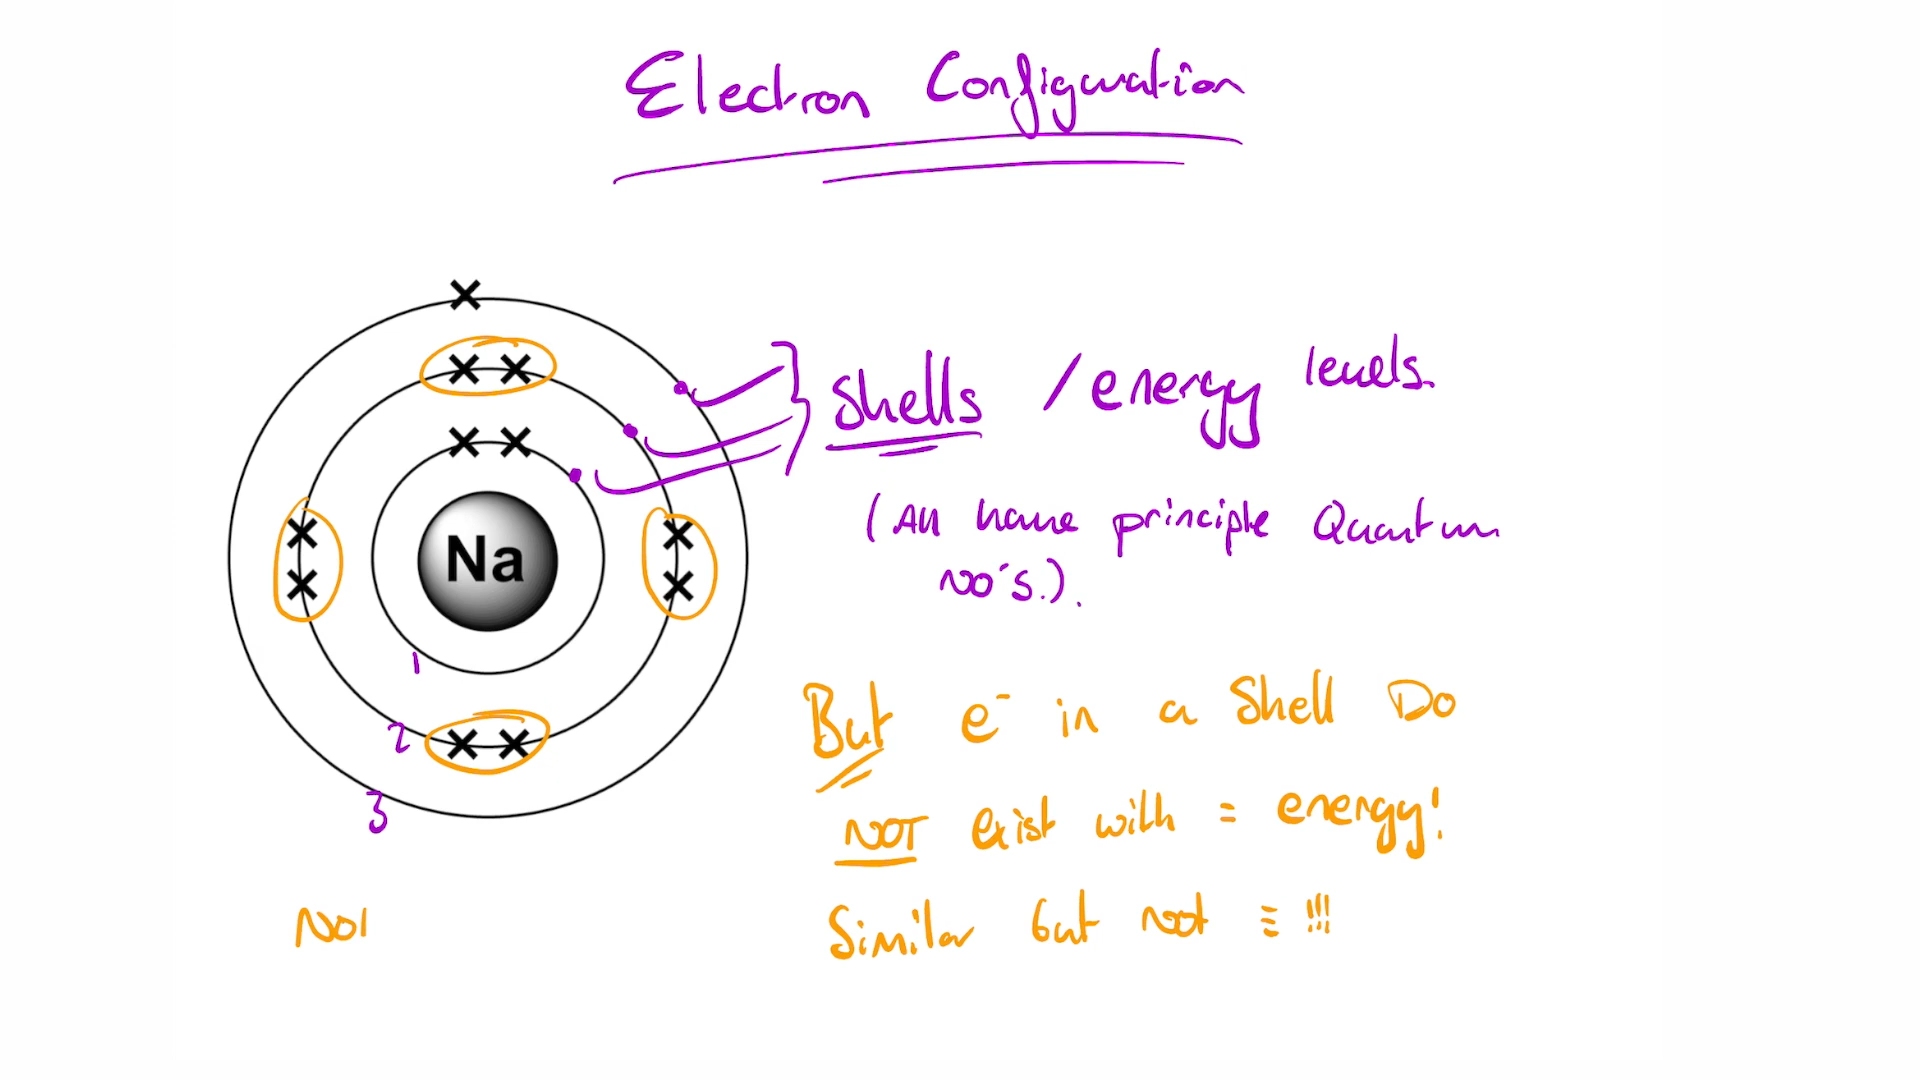 Electron Configuration
Shells / energy levels.
(All have principle Quantum
No's.).
Na
1
2
3
But e⁻ in a Shell Do
NOT exist with = energy!
Similar but not ≡ !!!
Not